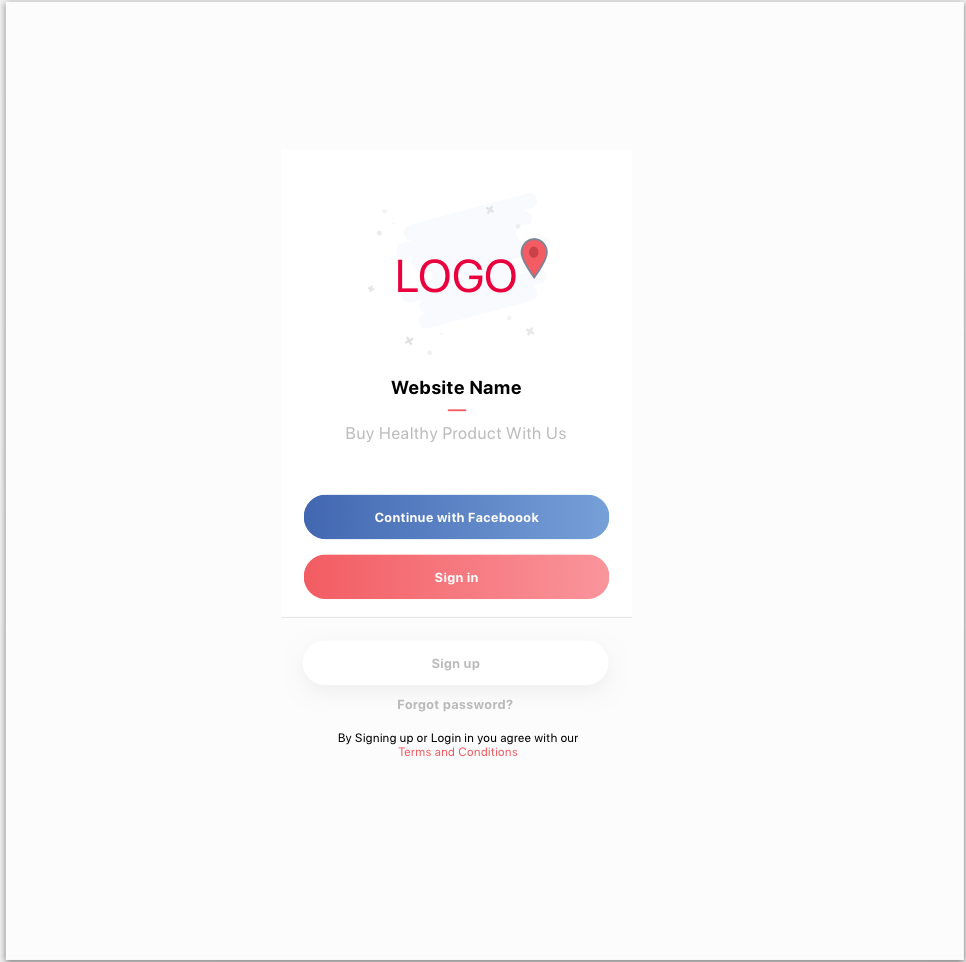 LOGO
Website Name
Buy Healthy Product With Us
Continue with Faceboook
Sign in
Sign up
Forgot password?
By Signing up or Login in you agree with our
Terms and Conditions